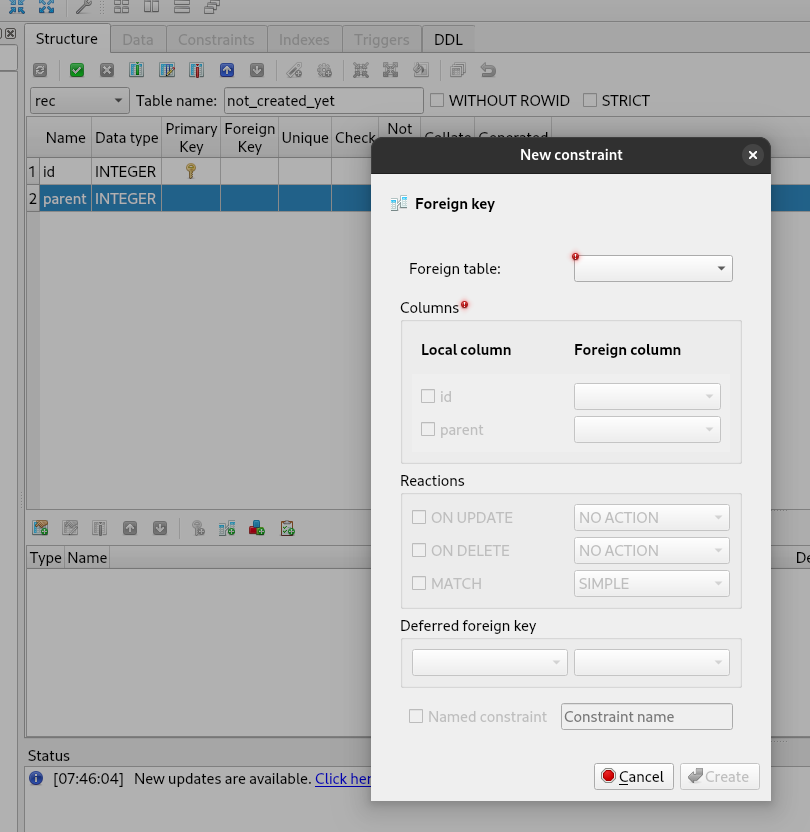 Structure Data Constraints Indexes Triggers DDL
rec Table name: not_created_yet WITHOUT ROWID STRICT
Name Data type Primary Key Foreign Key Unique Check Not Collate Generated
1 id INTEGER
2 parent INTEGER
New constraint
Foreign key
Foreign table:
Columns
Local column Foreign column
id
parent
Reactions
ON UPDATE NO ACTION
ON DELETE NO ACTION
MATCH SIMPLE
Deferred foreign key
Named constraint Constraint name
Cancel Create
Type Name De
Status
[07:46:04] New updates are available. Click her